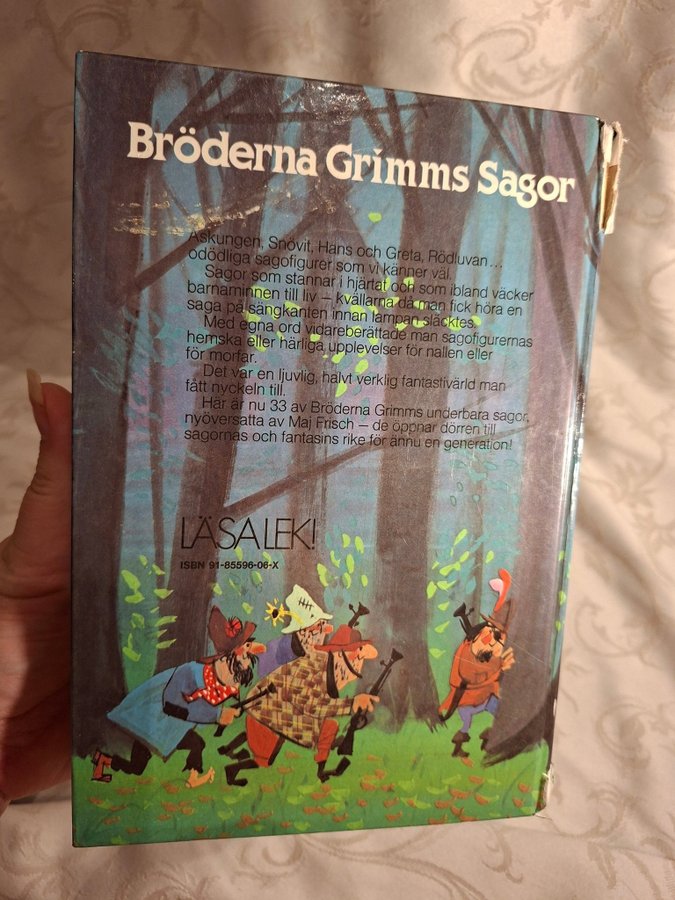 Bröderna Grimms Sagor
Askungen, Snövit, Hans och Greta, Rödluvan...
odödliga sagofigurer som vi känner väl.
Sagor som stannar i hjärtat och som ibland väcker
barnaminnen till liv – kvällarna då man fick höra en
saga på sängkanten innan lampan släcktes.
Med egna ord vidareberättade man sagofigurernas
hemska eller härliga upplevelser för nallen eller
för morfar.
Det var en ljuvlig, halvt verklig fantastivärld man
fått nyckeln till.
Här är nu 33 av Bröderna Grimms underbara sagor,
nyöversatta av Maj Frisch – de öppnar dörren till
sagornas och fantasins rike för ännu en generation!
LÄSALEK!
ISBN 91-85596-06-X